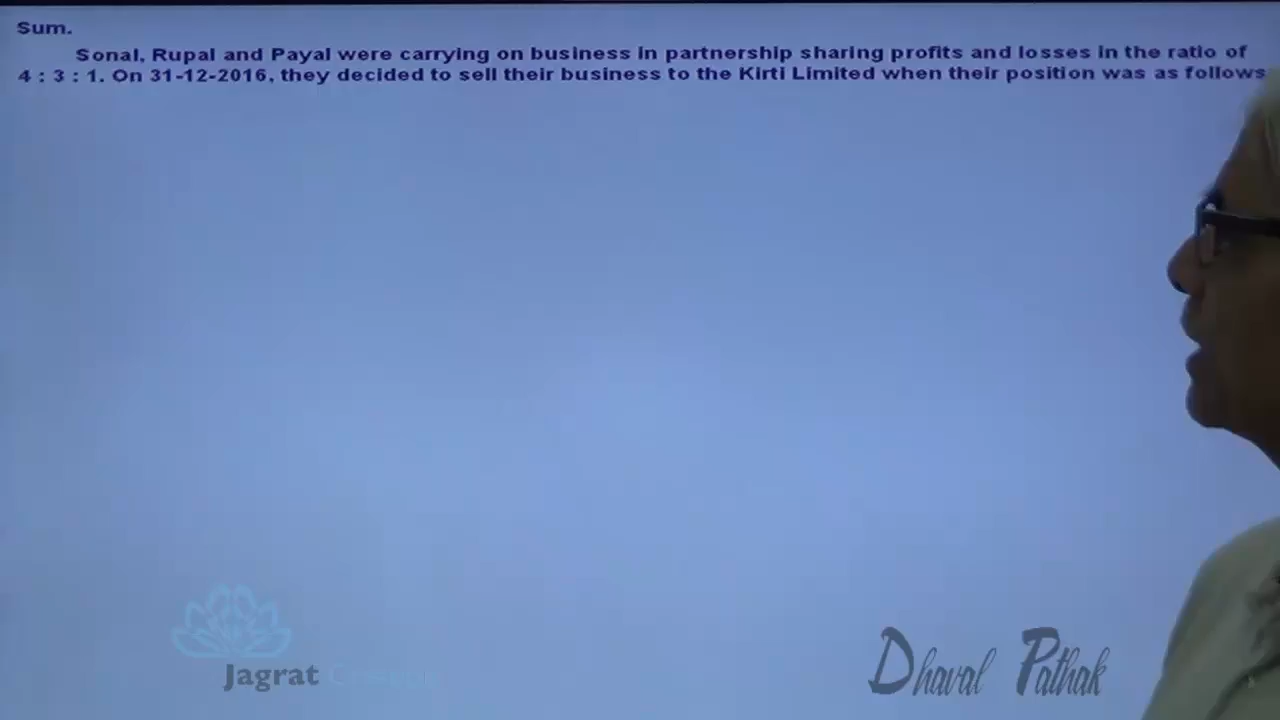 Sum.
Sonal, Rupal and Payal were carrying on business in partnership sharing profits and losses in the ratio of
4 : 3 : 1. On 31-12-2016, they decided to sell their business to the Kirti Limited when their position was as follows
Jagrat
Dhaval Pathak